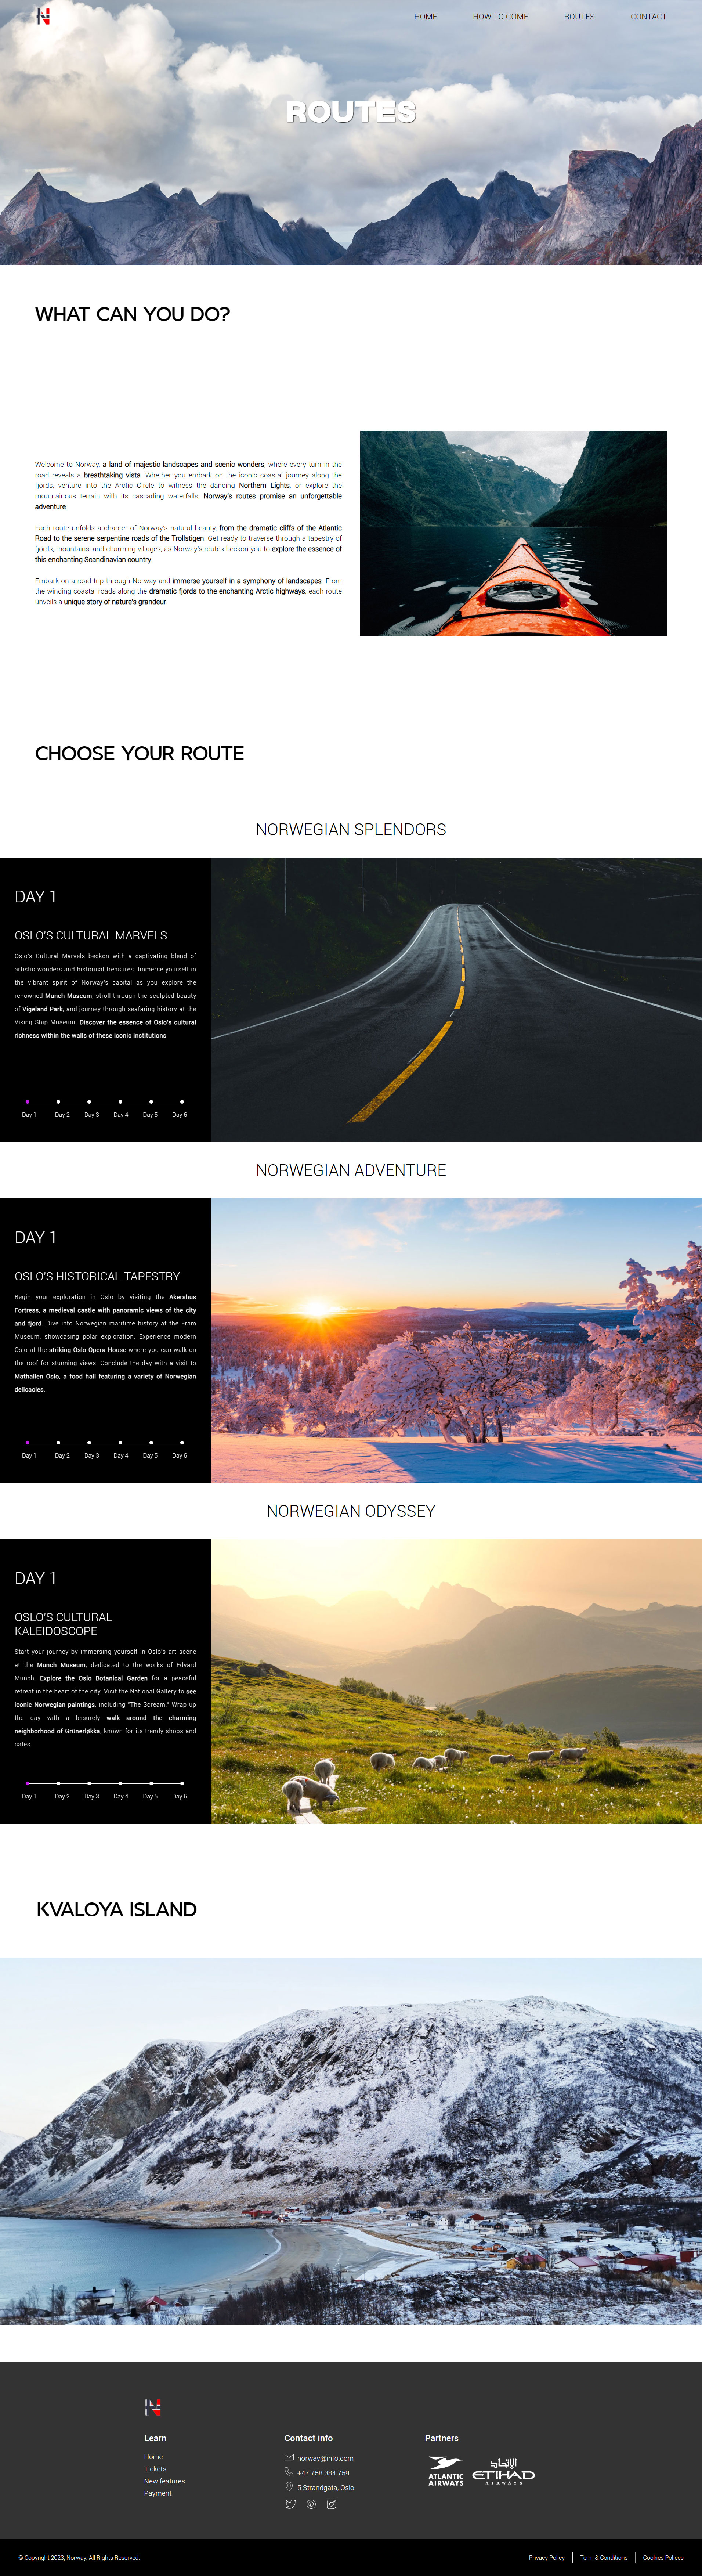 N
HOME HOW TO COME ROUTES CONTACT
ROUTES
WHAT CAN YOU DO?
Welcome to Norway, a land of majestic landscapes and scenic wonders, where every turn in the
road reveals a breathtaking vista. Whether you embark on the iconic coastal journey along the
fjords, venture into the Arctic Circle to witness the dancing Northern Lights, or explore the
mountainous terrain with its cascading waterfalls, Norway's routes promise an unforgettable
adventure.
Each route unfolds a chapter of Norway's natural beauty, from the dramatic cliffs of the Atlantic
Road to the serene serpentine roads of the Trollstigen. Get ready to traverse through a tapestry of
fjords, mountains, and charming villages, as Norway's routes beckon you to explore the essence of
this enchanting Scandinavian country.
Embark on a road trip through Norway and immerse yourself in a symphony of landscapes. From
the winding coastal roads along the dramatic fjords to the enchanting Arctic highways, each route
unveils a unique story of nature's grandeur.
CHOOSE YOUR ROUTE
NORWEGIAN SPLENDORS
DAY 1
OSLO'S CULTURAL MARVELS
Oslo's Cultural Marvels beckon with a captivating blend of
artistic wonders and historical treasures. Immerse yourself in
the vibrant spirit of Norway's capital as you explore the
renowned Munch Museum, stroll through the sculpted beauty
of Vigeland Park, and journey through seafaring history at the
Viking Ship Museum. Discover the essence of Oslo's cultural
richness within the walls of these iconic institutions.
Day 1 Day 2 Day 3 Day 4 Day 5 Day 6
NORWEGIAN ADVENTURE
DAY 1
OSLO'S HISTORICAL TAPESTRY
Begin your exploration in Oslo by visiting the Akershus
Fortress, a medieval castle with panoramic views of the city
and fjord. Dive into Norwegian maritime history at the Fram
Museum, showcasing polar exploration. Experience modern
Oslo at the striking Oslo Opera House where you can walk on
the roof for stunning views. Conclude the day with a visit to
Mathallen Oslo, a food hall featuring a variety of Norwegian
delicacies.
Day 1 Day 2 Day 3 Day 4 Day 5 Day 6
NORWEGIAN ODYSSEY
DAY 1
OSLO'S CULTURAL
KALEIDOSCOPE
Start your journey by immersing yourself in Oslo's art scene
at the Munch Museum, dedicated to the works of Edvard
Munch. Explore the Oslo Botanical Garden for a peaceful
retreat in the heart of the city. Visit the National Gallery to see
iconic Norwegian paintings, including "The Scream." Wrap up
the day with a leisurely walk around the charming
neighborhood of Grünerløkka, known for its trendy shops and
cafes.
Day 1 Day 2 Day 3 Day 4 Day 5 Day 6
KVALOYA ISLAND
N
Learn
Home
Tickets
New features
Payment
Contact info
norway@info.com
+47 758 384 759
5 Strandgata, Oslo
Partners
ATLANTIC
AIRWAYS
الإتحاد
ETIHAD
AIRWAYS
© Copyright 2023, Norway. All Rights Reserved.
Privacy Policy Term & Conditions Cookies Polices